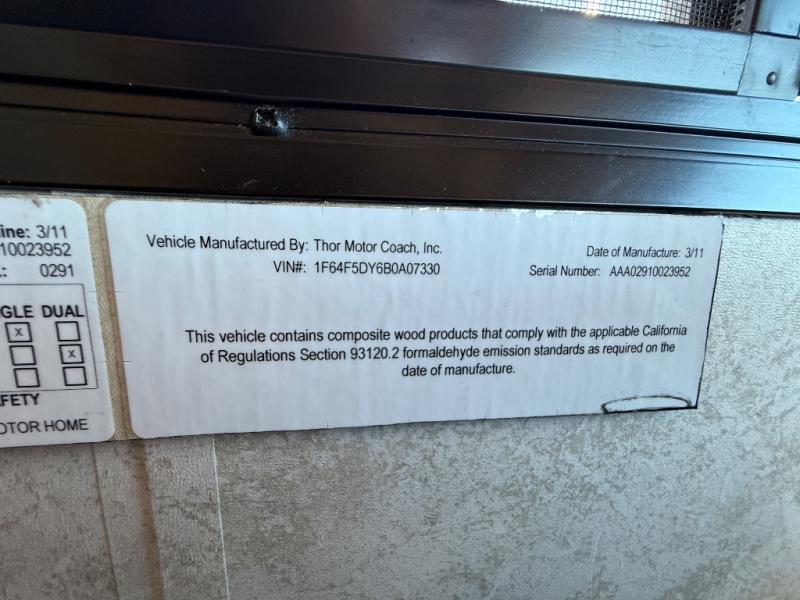 ine: 3/11
10023952
.: 0291
GLE DUAL
X
X
FETY
OTOR HOME
Vehicle Manufactured By: Thor Motor Coach, Inc.
Date of Manufacture: 3/11
VIN#: 1F64F5DY6B0A07330
Serial Number: AAA02910023952
This vehicle contains composite wood products that comply with the applicable California
of Regulations Section 93120.2 formaldehyde emission standards as required on the
date of manufacture.